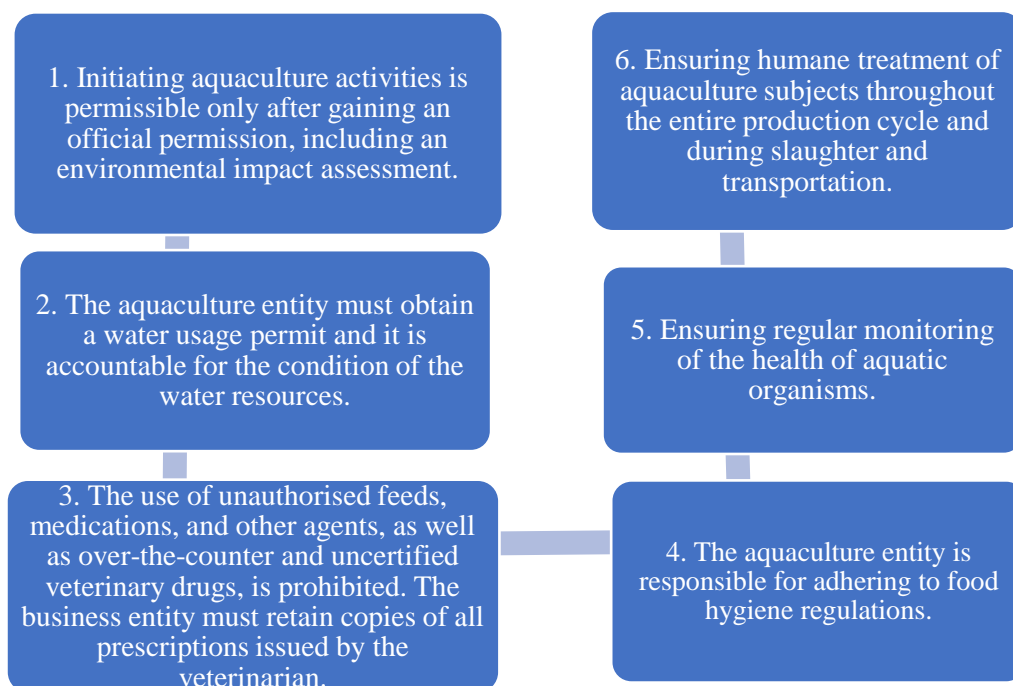 1. Initiating aquaculture activities is
permissible only after gaining an
official permission, including an
environmental impact assessment.
2. The aquaculture entity must obtain
a water usage permit and it is
accountable for the condition of the
water resources.
3. The use of unauthorised feeds,
medications, and other agents, as well
as over-the-counter and uncertified
veterinary drugs, is prohibited. The
business entity must retain copies of all
prescriptions issued by the
veterinarian.
4. The aquaculture entity is
responsible for adhering to food
hygiene regulations.
5. Ensuring regular monitoring
of the health of aquatic
organisms.
6. Ensuring humane treatment of
aquaculture subjects throughout
the entire production cycle and
during slaughter and
transportation.